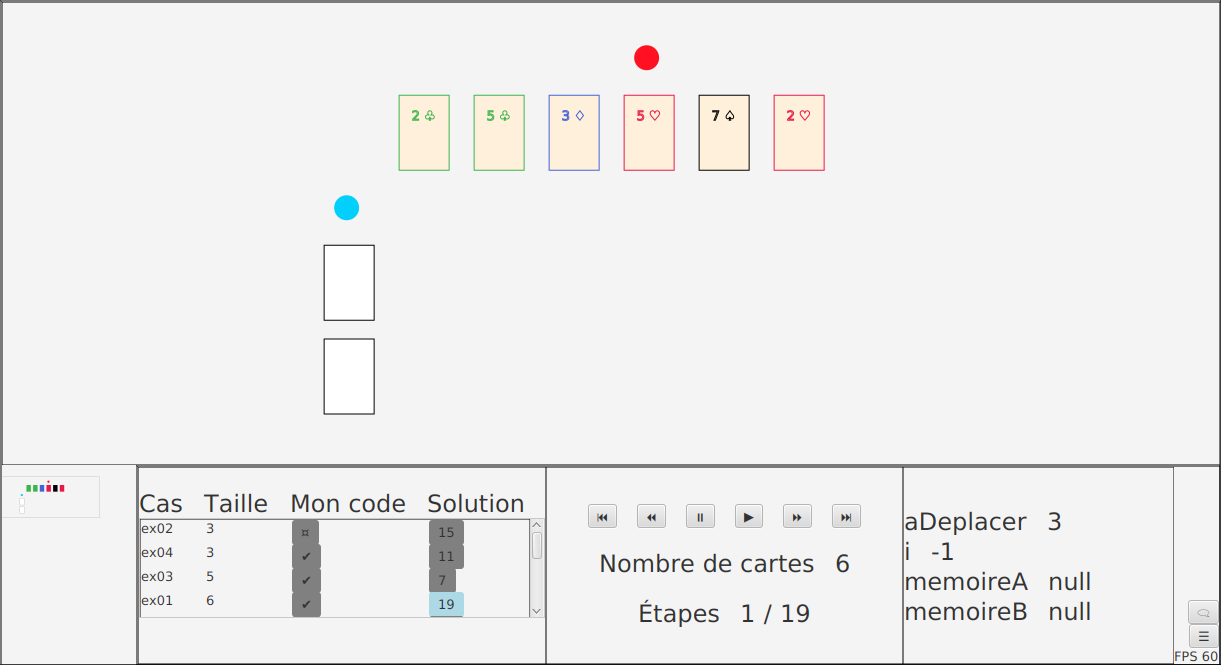 2 ♧ 5 ♧ 3 ♢ 5 ♡ 7 ♤ 2 ♡
Cas Taille Mon code Solution
ex02 3 ¤ 15
ex04 3 ✔ 11
ex03 5 ✔ 7
ex01 6 ✔ 19
Nombre de cartes 6
Étapes 1 / 19
aDeplacer 3
i -1
memoireA null
memoireB null
FPS 60